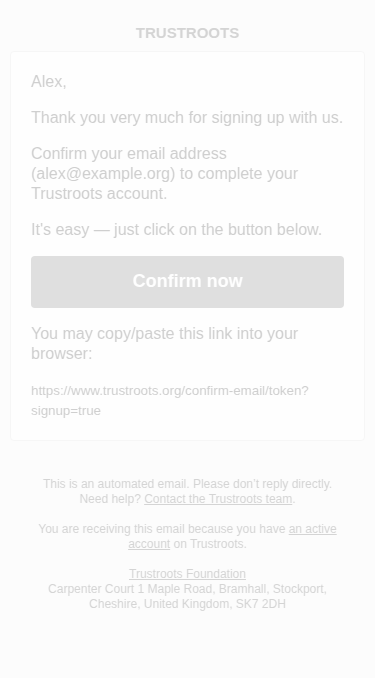 TRUSTROOTS
Alex,
Thank you very much for signing up with us.
Confirm your email address
(alex@example.org) to complete your
Trustroots account.
It's easy — just click on the button below.
Confirm now
You may copy/paste this link into your
browser:
https://www.trustroots.org/confirm-email/token?
signup=true
This is an automated email. Please don't reply directly.
Need help? Contact the Trustroots team.
You are receiving this email because you have an active
account on Trustroots.
Trustroots Foundation
Carpenter Court 1 Maple Road, Bramhall, Stockport,
Cheshire, United Kingdom, SK7 2DH